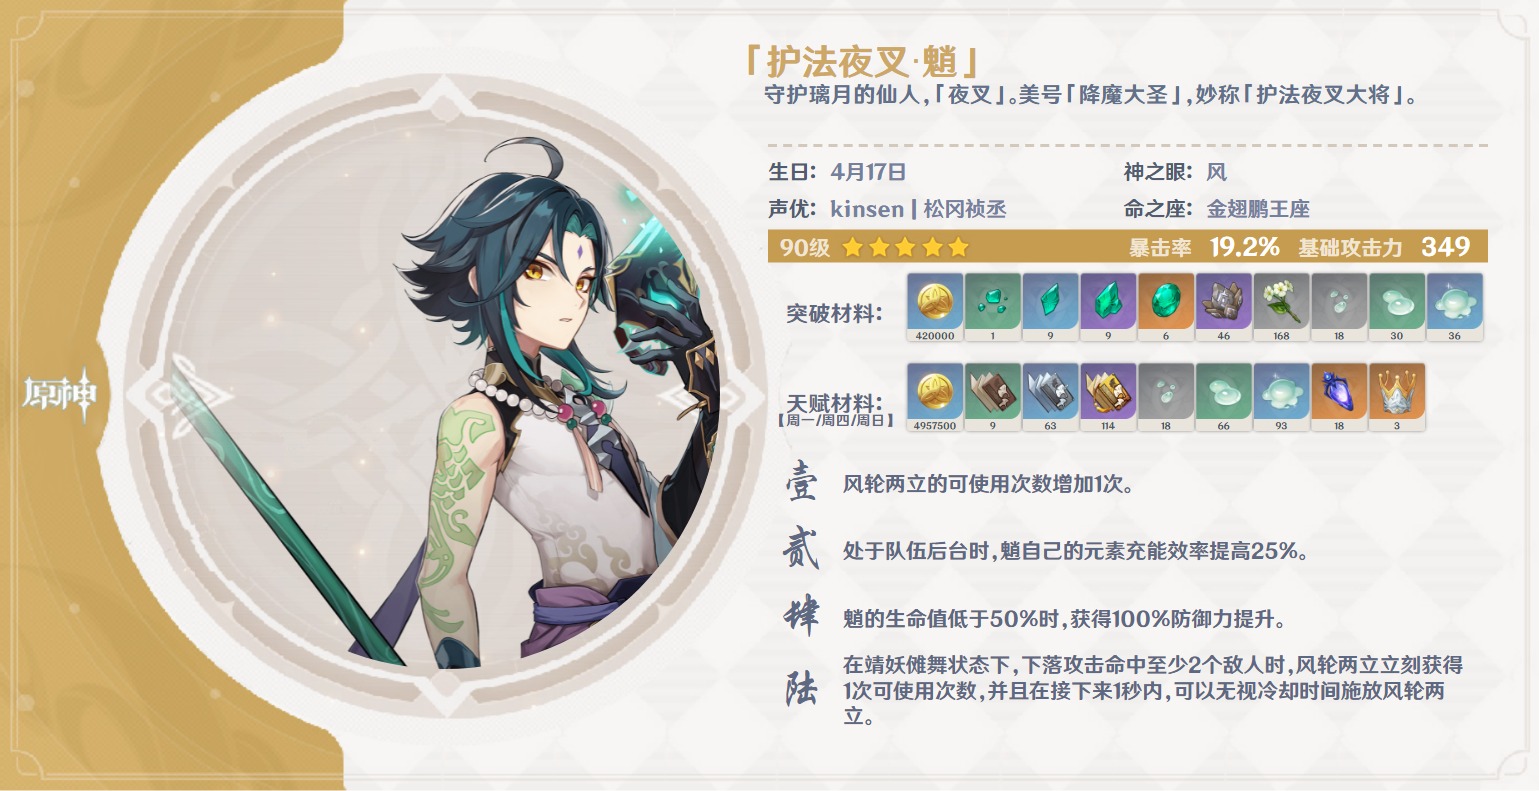 原神
「护法夜叉·魈」
守护璃月的仙人，「夜叉」。美号「降魔大圣」，妙称「护法夜叉大将」。
生日： 4月17日 神之眼： 风
声优： kinsen | 松冈祯丞 命之座： 金翅鹏王座
90级 暴击率 19.2% 基础攻击力 349
突破材料：
420000 1 9 9 6 46 168 18 30 36
天赋材料：
【周一/周四/周日】
4957500 9 63 114 18 66 93 18 3
壹 风轮两立的可使用次数增加1次。
贰 处于队伍后台时，魈自己的元素充能效率提高25%。
肆 魈的生命值低于50%时，获得100%防御力提升。
陆 在靖妖傩舞状态下，下落攻击命中至少2个敌人时，风轮两立立刻获得
1次可使用次数，并且在接下来1秒内，可以无视冷却时间施放风轮两
立。